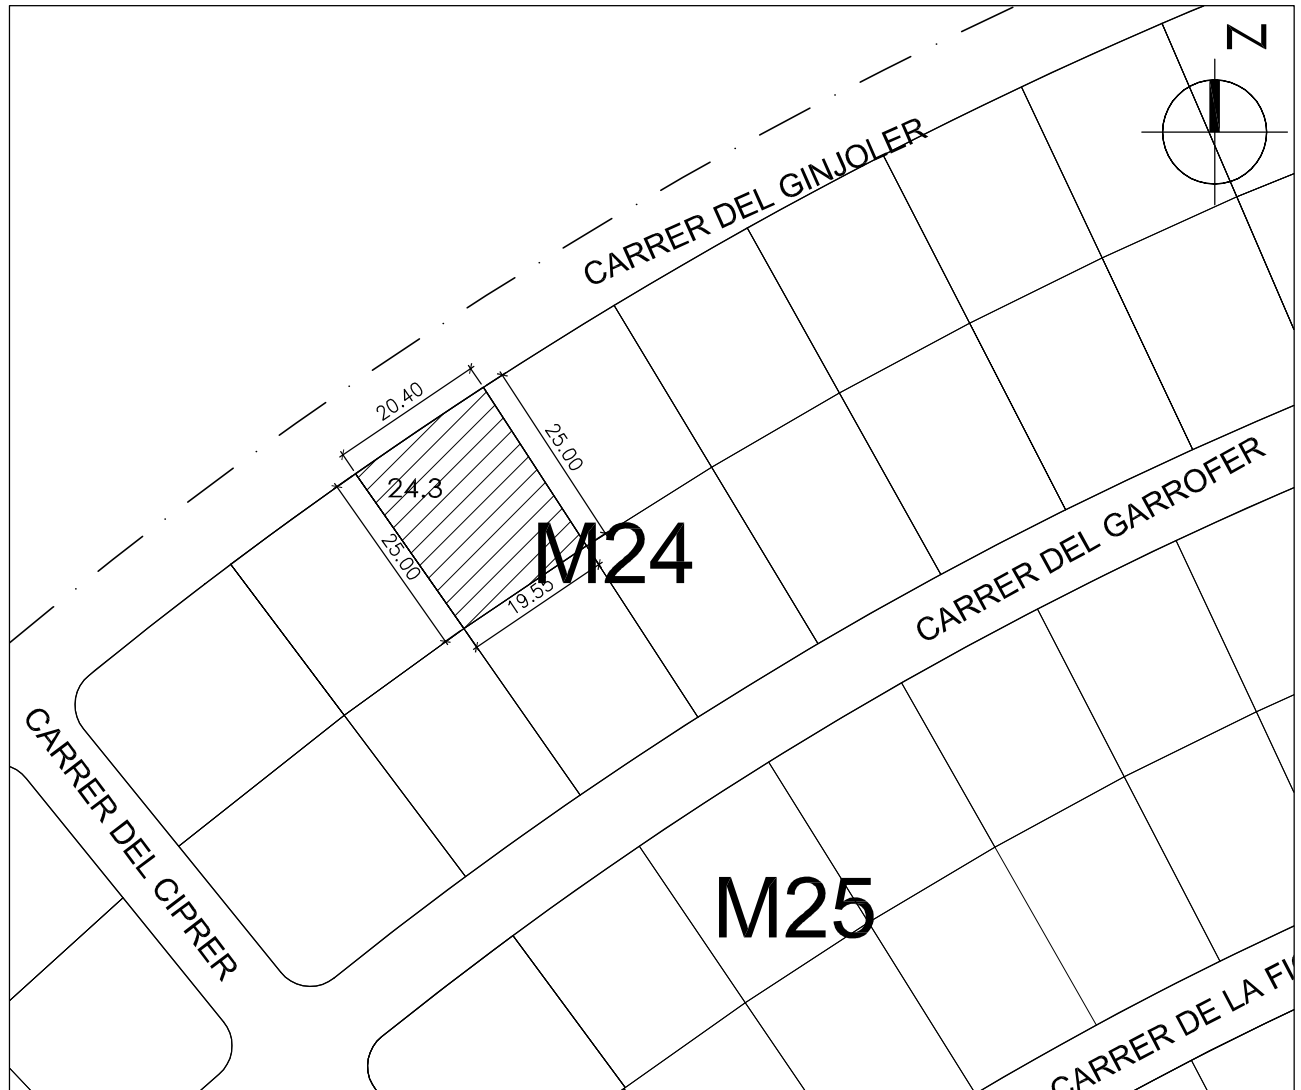 N
CARRER DEL GINJOLER
20.40
25.00
24.3
25.00
M24
19.55
CARRER DEL GARROFER
CARRER DEL CIPRER
M25
CARRER DE LA FI